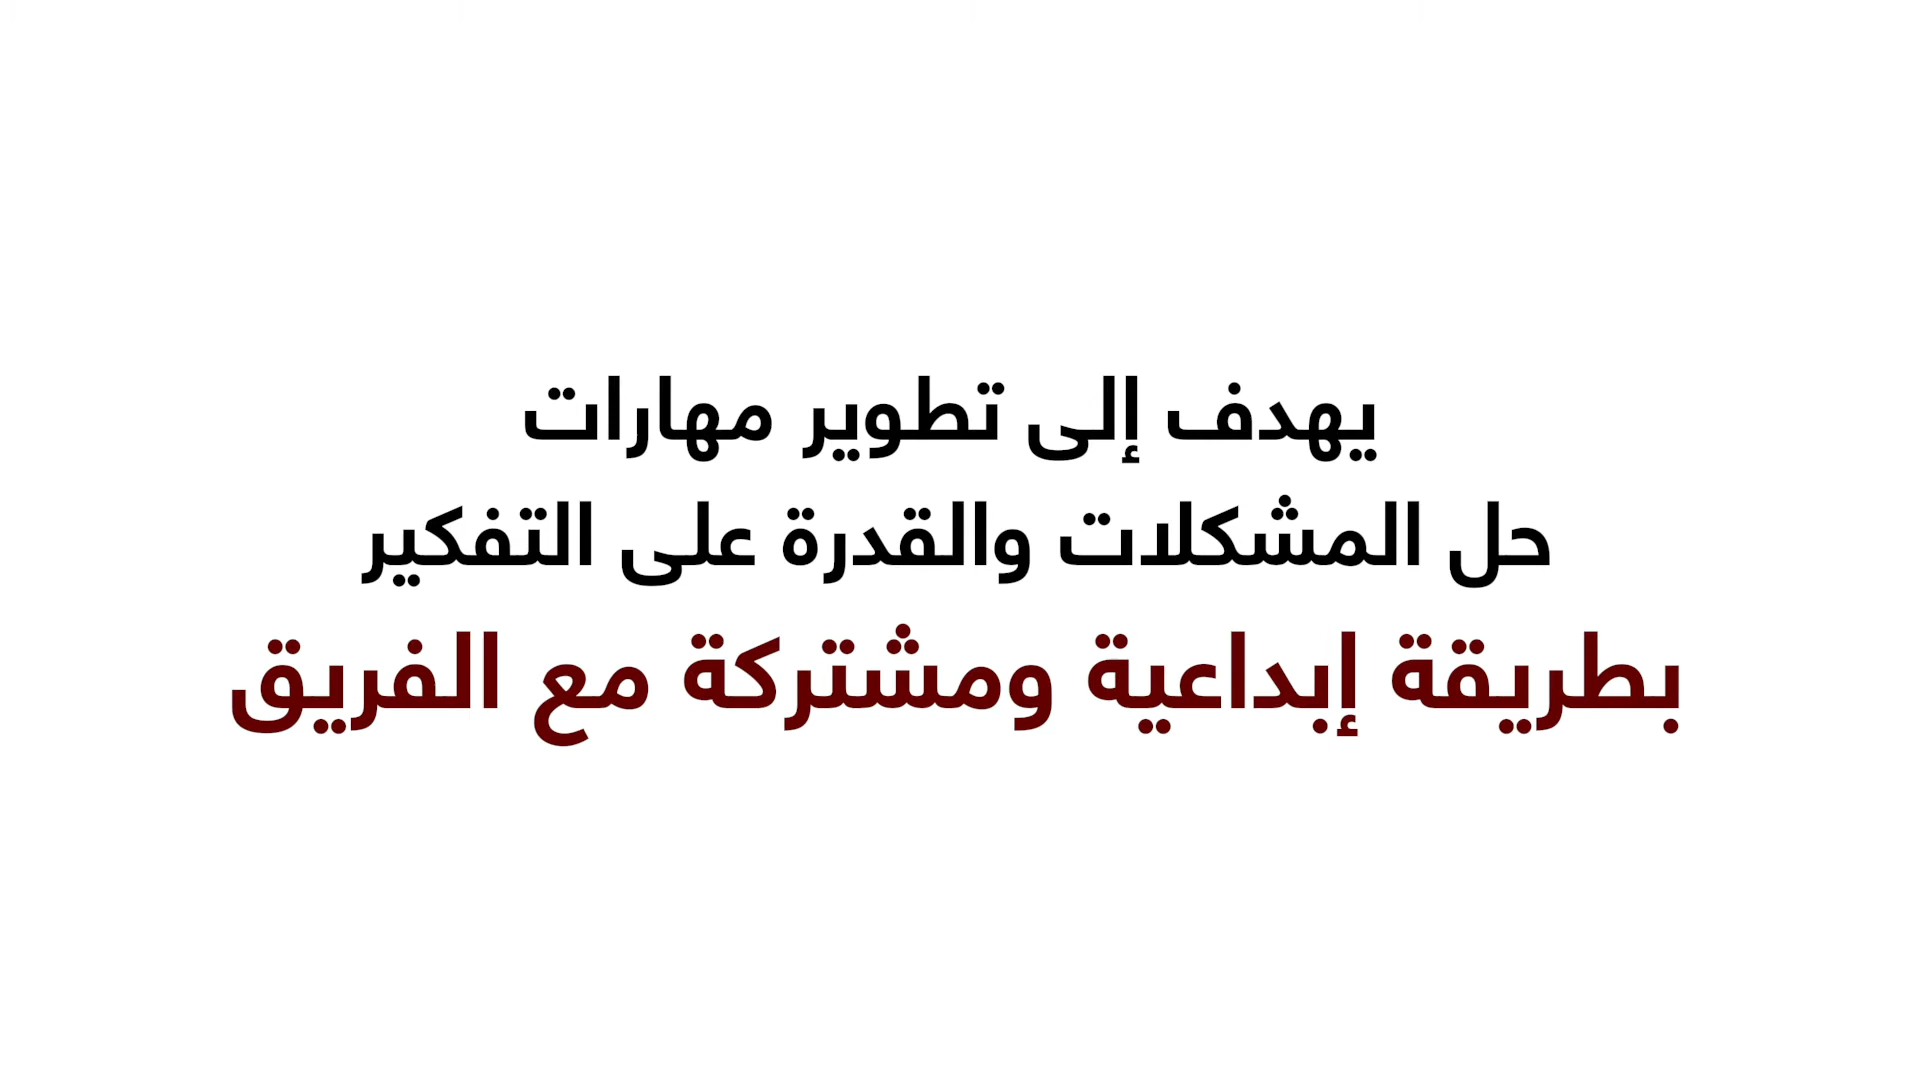 يهدف إلى تطوير مهارات
حل المشكلات والقدرة على التفكير
بطريقة إبداعية ومشتركة مع الفريق